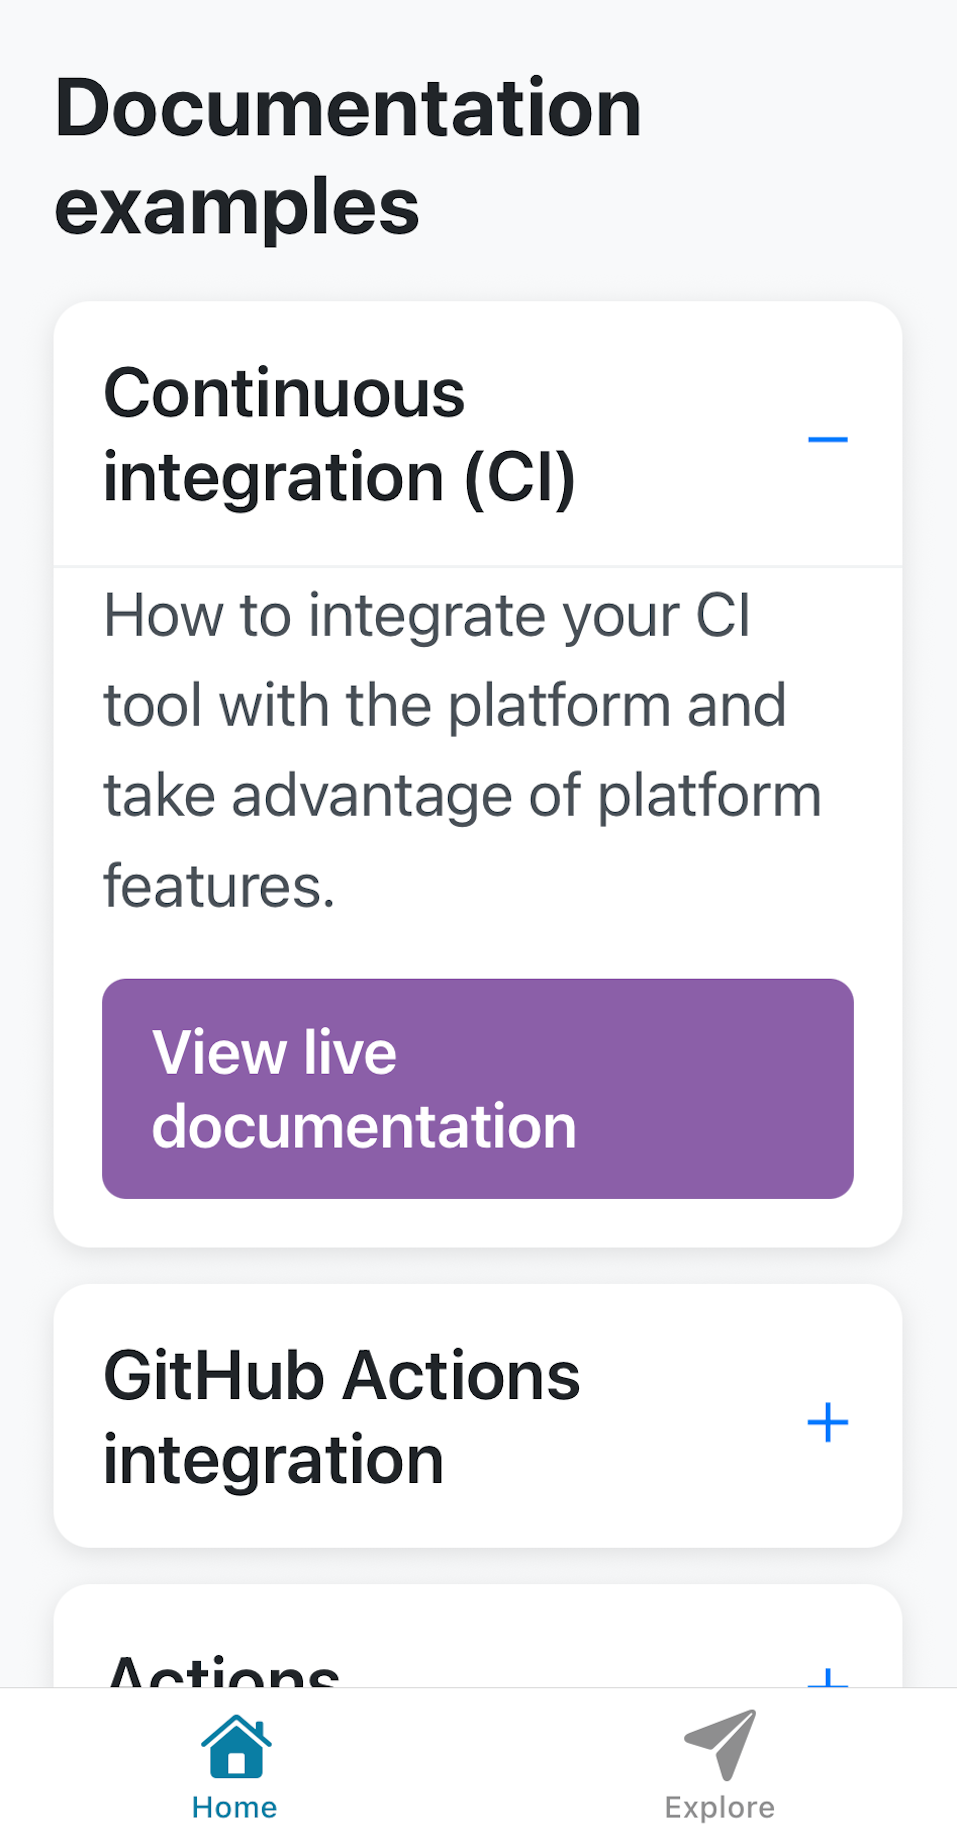 Documentation
examples
Continuous
integration (CI)
How to integrate your CI
tool with the platform and
take advantage of platform
features.
View live
documentation
GitHub Actions
integration
Actions
Home
Explore